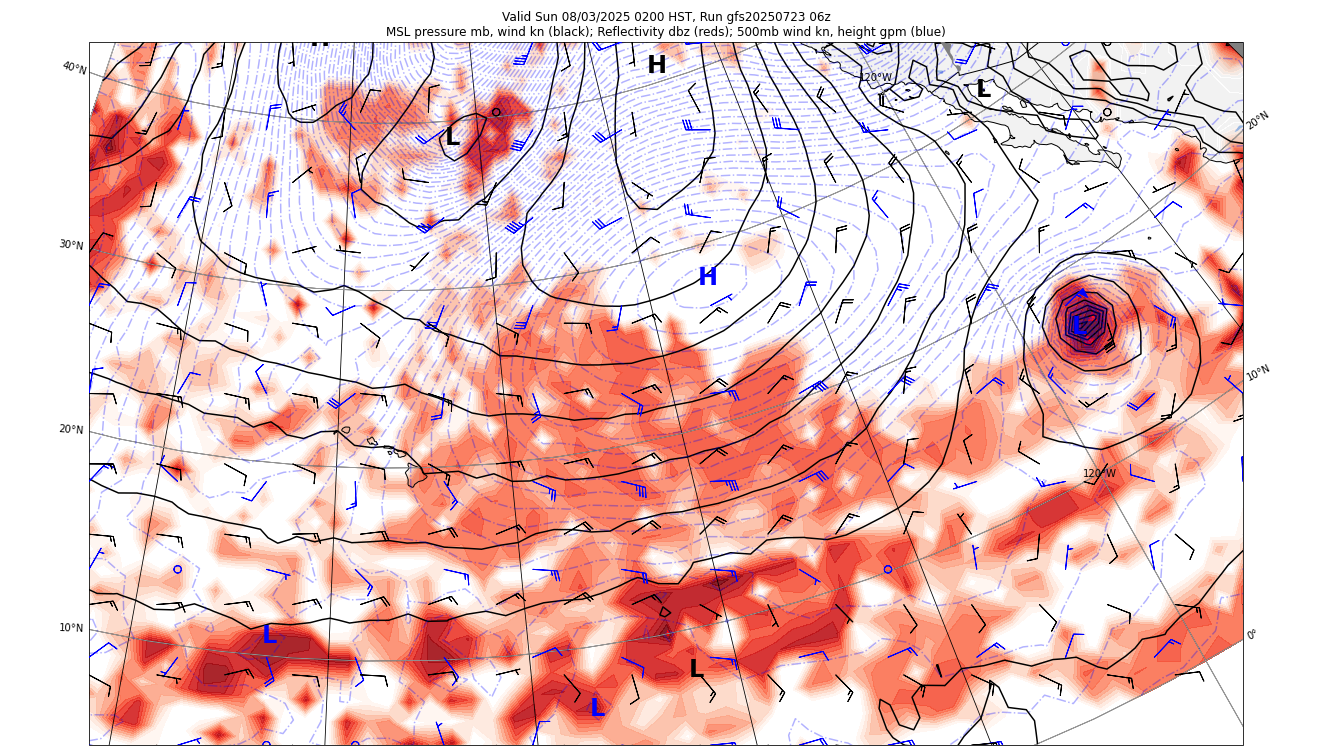 Valid Sun 08/03/2025 0200 HST, Run gfs20250723 06z
MSL pressure mb, wind kn (black); Reflectivity dbz (reds); 500mb wind kn, height gpm (blue)
H
H
40°N
120°W
L
20°N
L
30°N
H
L
10°N
20°N
120°W
10°N
L
0°
L
L